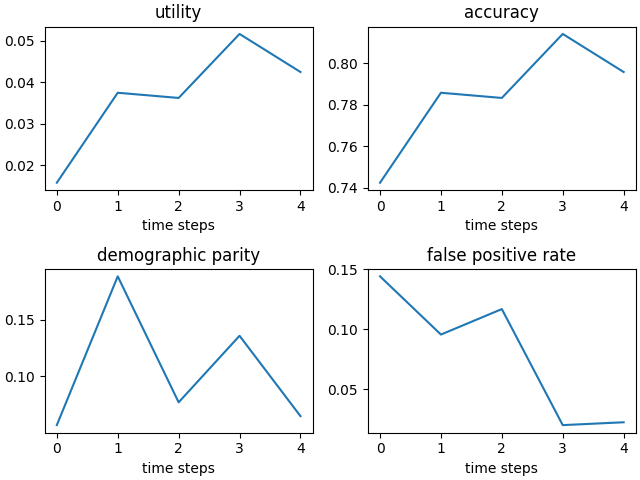 utility
accuracy
0.05
0.04
0.03
0.02
0 1 2 3 4
time steps
0.80
0.78
0.76
0.74
0 1 2 3 4
time steps
demographic parity
false positive rate
0.15
0.10
0 1 2 3 4
time steps
0.15
0.10
0.05
0 1 2 3 4
time steps